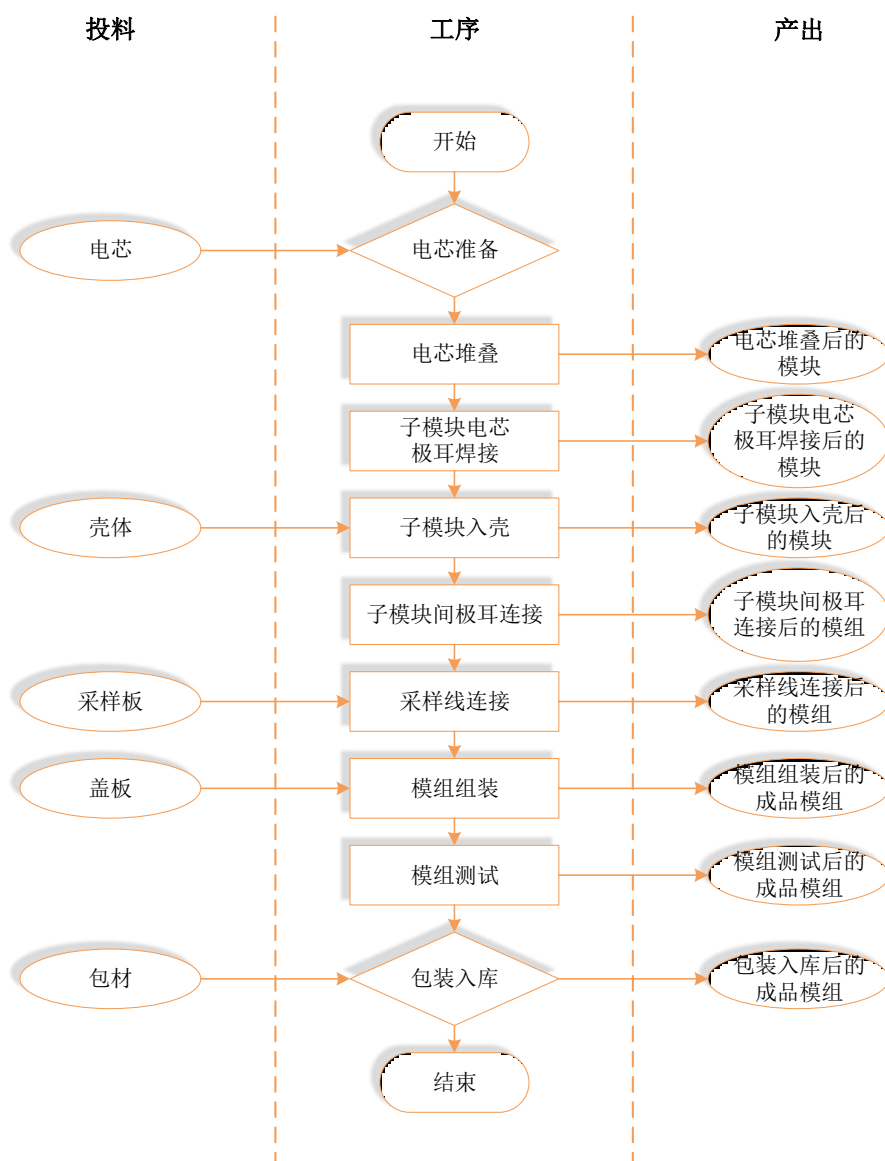 投料
工序
产出
开始
电芯
电芯准备
电芯堆叠
电芯堆叠后的
模块
子模块电芯
极耳焊接
子模块电芯
极耳焊接后的
模块
壳体
子模块入壳
子模块入壳后
的模块
子模块间极耳连接
子模块间极耳
连接后的模组
采样板
采样线连接
采样线连接后
的模组
盖板
模组组装
模组组装后的
成品模组
模组测试
模组测试后的
成品模组
包材
包装入库
包装入库后的
成品模组
结束